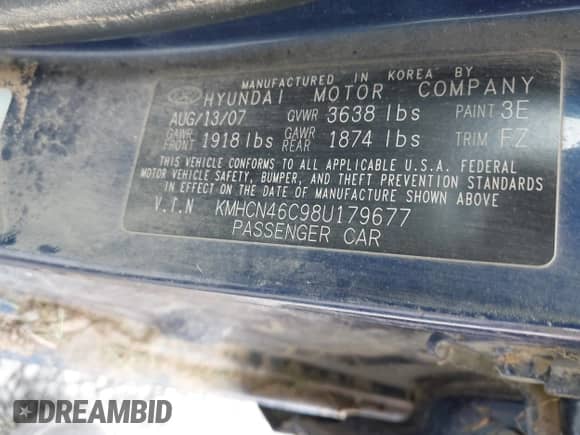 MANUFACTURED IN KOREA BY
HYUNDAI MOTOR COMPANY
AUG/13/07 GVWR 3638 lbs PAINT 3E
GAWR FRONT 1918 lbs GAWR REAR 1874 lbs TRIM FZ
THIS VEHICLE CONFORMS TO ALL APPLICABLE U.S.A. FEDERAL
MOTOR VEHICLE SAFETY, BUMPER, AND THEFT PREVENTION STANDARDS
IN EFFECT ON THE DATE OF MANUFACTURE SHOWN ABOVE
V.I.N KMHCN46C98U179677
PASSENGER CAR
DREAMBID